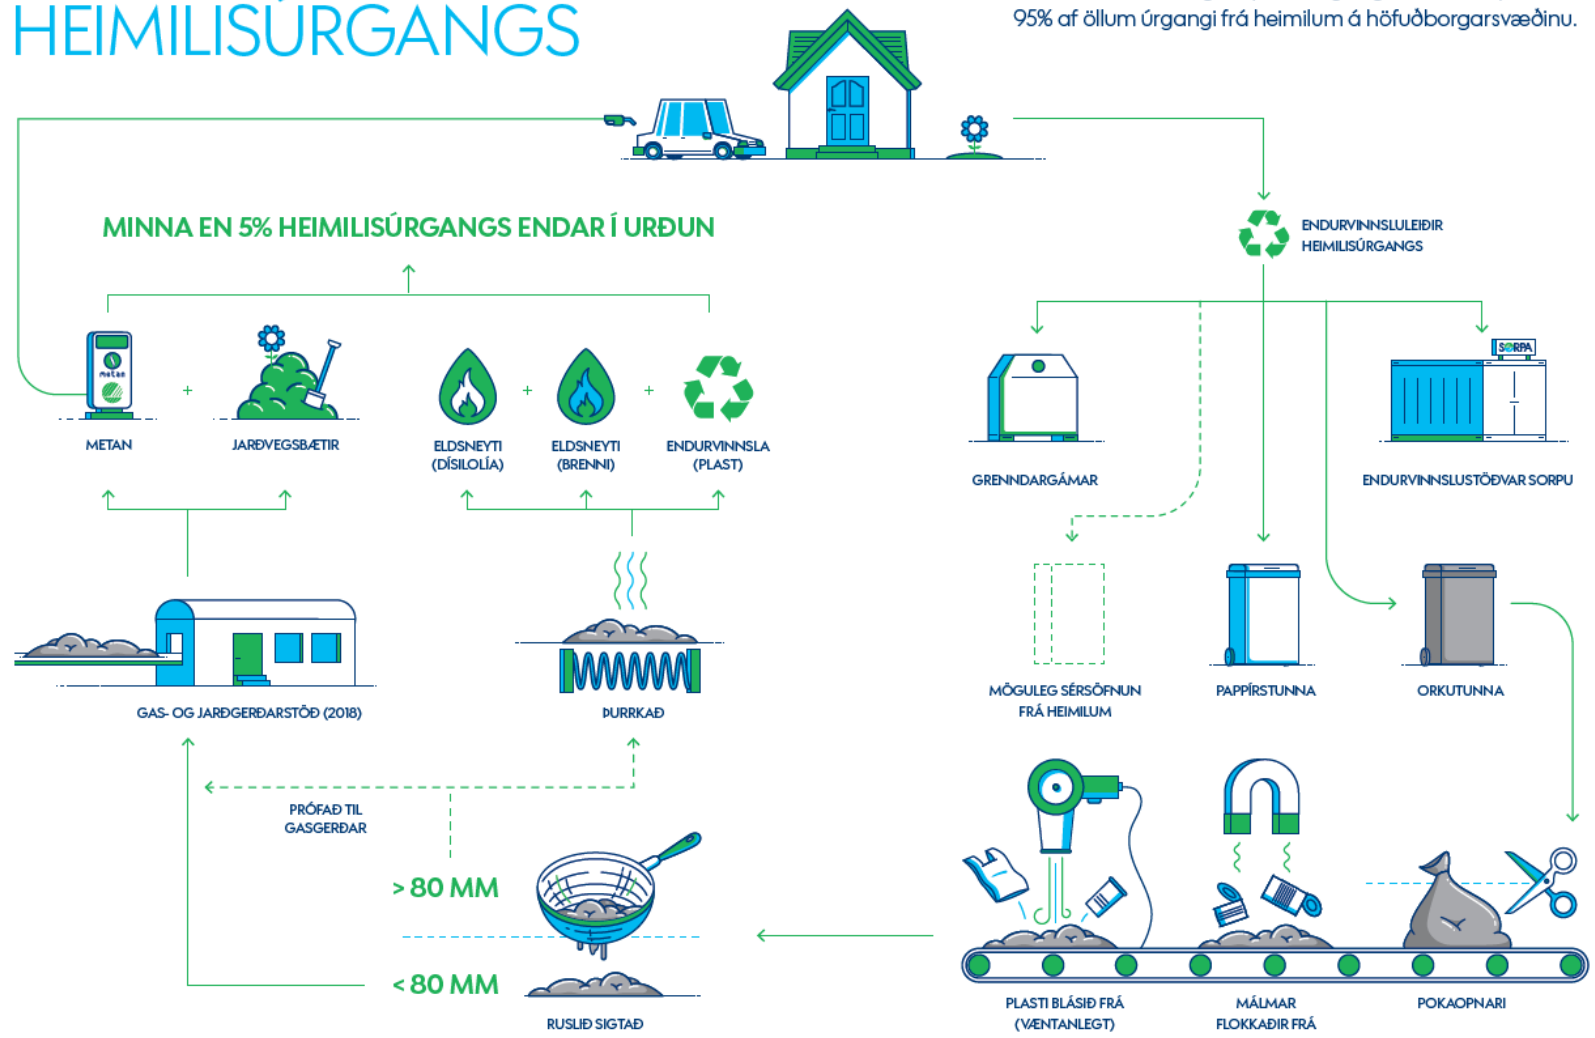 HEIMILISÚRGANGS
95% af öllum úrgangi frá heimilum á höfuðborgarsvæðinu.
MINNA EN 5% HEIMILISÚRGANGS ENDAR Í URÐUN
ENDURVINNSLULEIÐIR
HEIMILISÚRGANGS
metan
+
+
+
SORPA
METAN
JARÐVEGSBÆTIR
ELDSNEYTI
(DÍSILOLÍA)
ELDSNEYTI
(BRENNI)
ENDURVINNSLA
(PLAST)
GRENNDARGÁMAR
ENDURVINNSLUSTÖÐVAR SORPU
GAS- OG JARÐGERÐARSTÖÐ (2018)
ÞURRKAÐ
MÖGULEG SÉRSÖFNUN
FRÁ HEIMILUM
PAPPÍRSTUNNA
ORKUTUNNA
PRÓFAÐ TIL
GASGERÐAR
> 80 MM
< 80 MM
RUSLIÐ SIGTAÐ
PLASTI BLÁSIÐ FRÁ
(VÆNTANLEGT)
MÁLMAR
FLOKKAÐIR FRÁ
POKAOPNARI